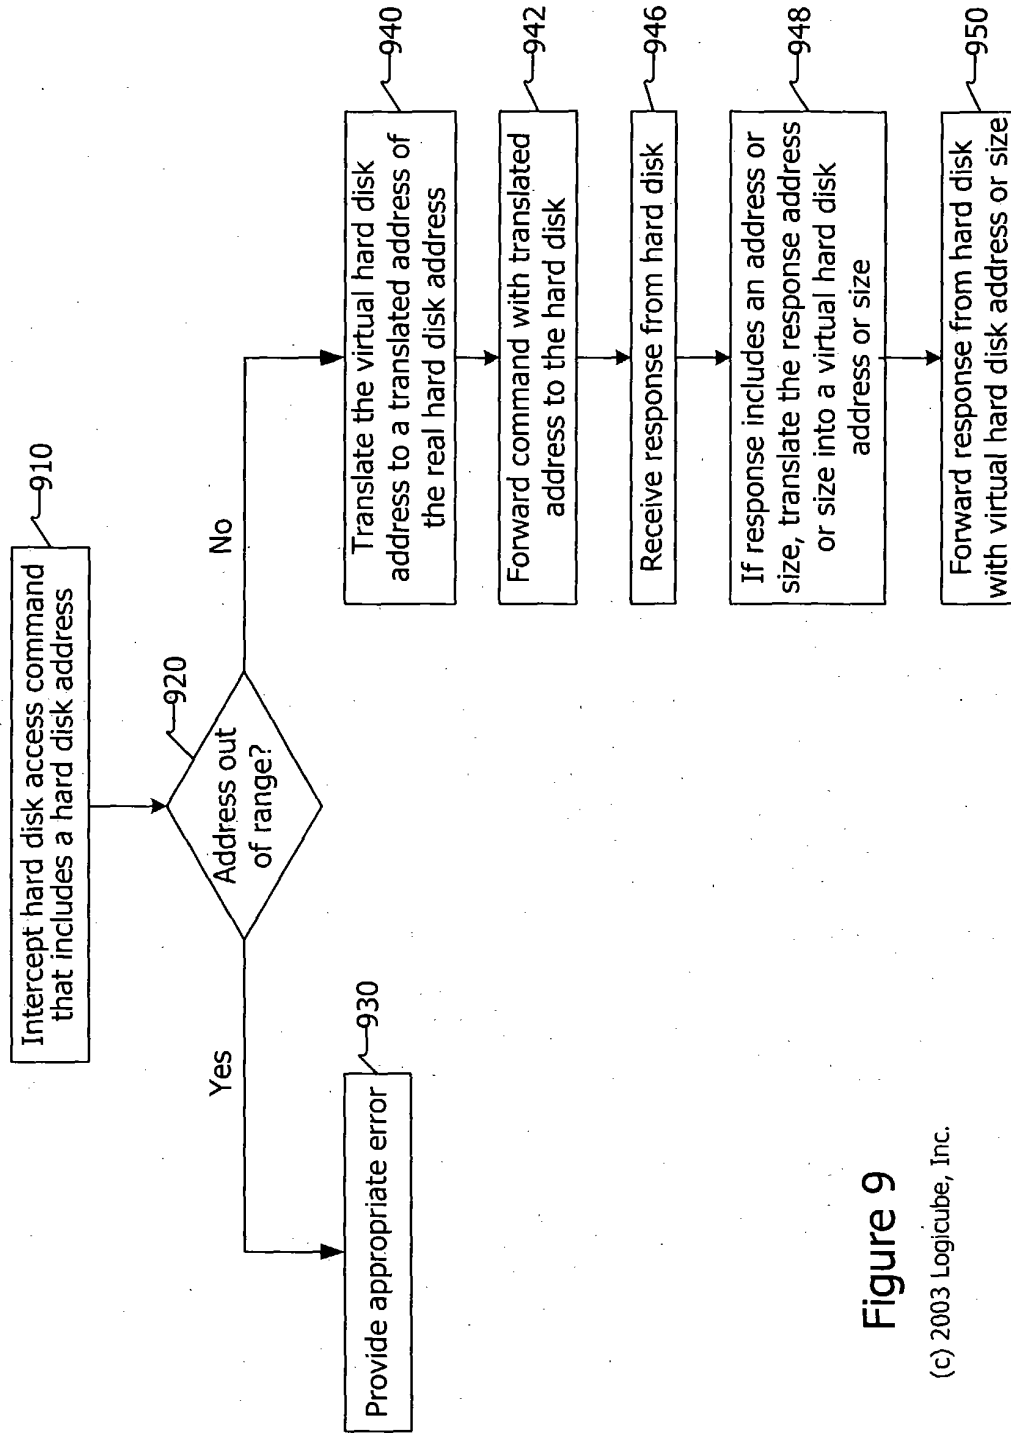 Intercept hard disk access command
that includes a hard disk address
910
Address out
of range?
920
Yes
No
Provide appropriate error
930
Translate the virtual hard disk
address to a translated address of
the real hard disk address
940
Forward command with translated
address to the hard disk
942
Receive response from hard disk
946
If response includes an address or
size, translate the response address
or size into a virtual hard disk
address or size
948
Forward response from hard disk
with virtual hard disk address or size
950
Figure 9
(c) 2003 Logicube, Inc.